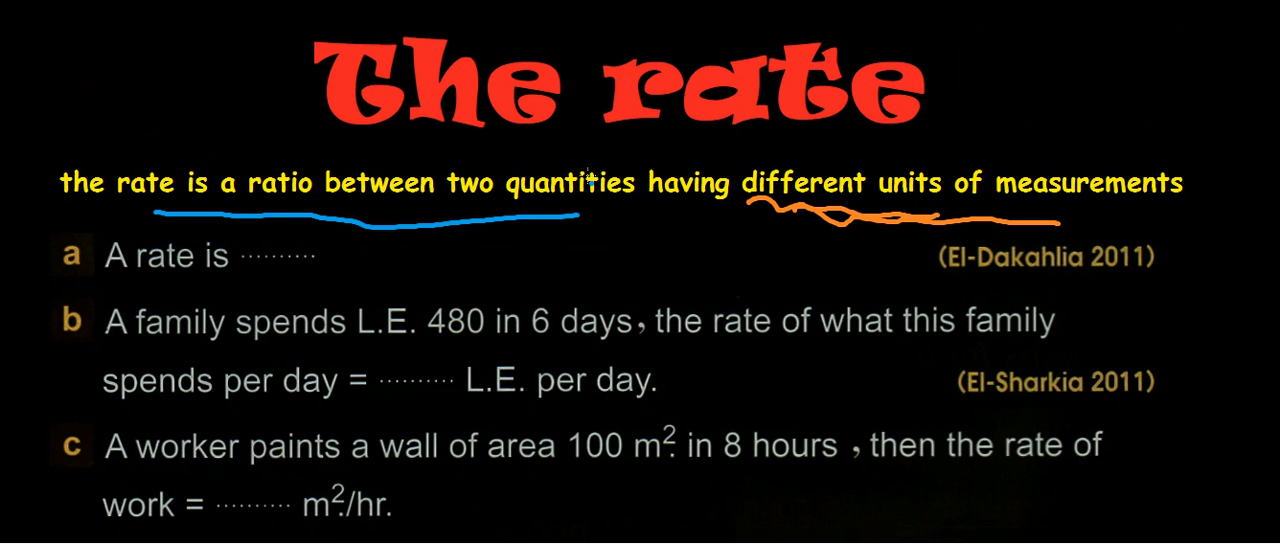 The rate
the rate is a ratio between two quantities having different units of measurements
a A rate is ·········· (El-Dakahlia 2011)
b A family spends L.E. 480 in 6 days, the rate of what this family
spends per day = ·········· L.E. per day. (El-Sharkia 2011)
c A worker paints a wall of area 100 m². in 8 hours , then the rate of
work = ·········· m²./hr.